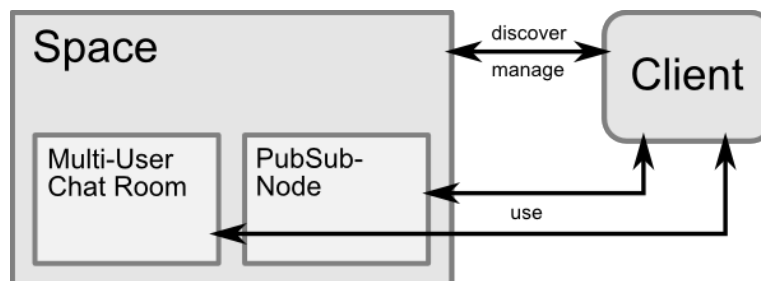 Space
discover
manage
Client
Multi-User
Chat Room
PubSub-
Node
use